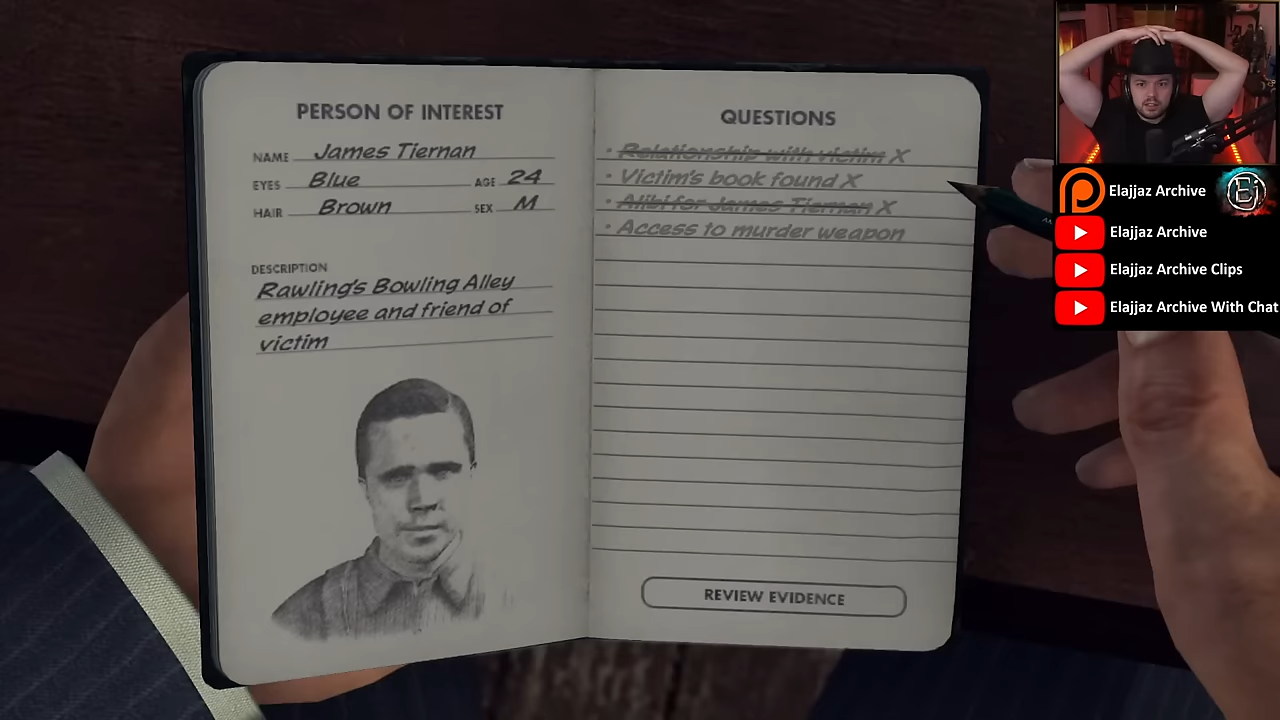 PERSON OF INTEREST
NAME James Tiernan
EYES Blue AGE 24
HAIR Brown SEX M
DESCRIPTION
Rawling's Bowling Alley
employee and friend of
victim
QUESTIONS
· Relationship with victim X
· Victim's book found X
· Alibi for James Tiernan X
· Access to murder weapon
REVIEW EVIDENCE
Elajjaz Archive
Ej
Elajjaz Archive
Elajjaz Archive Clips
Elajjaz Archive With Chat